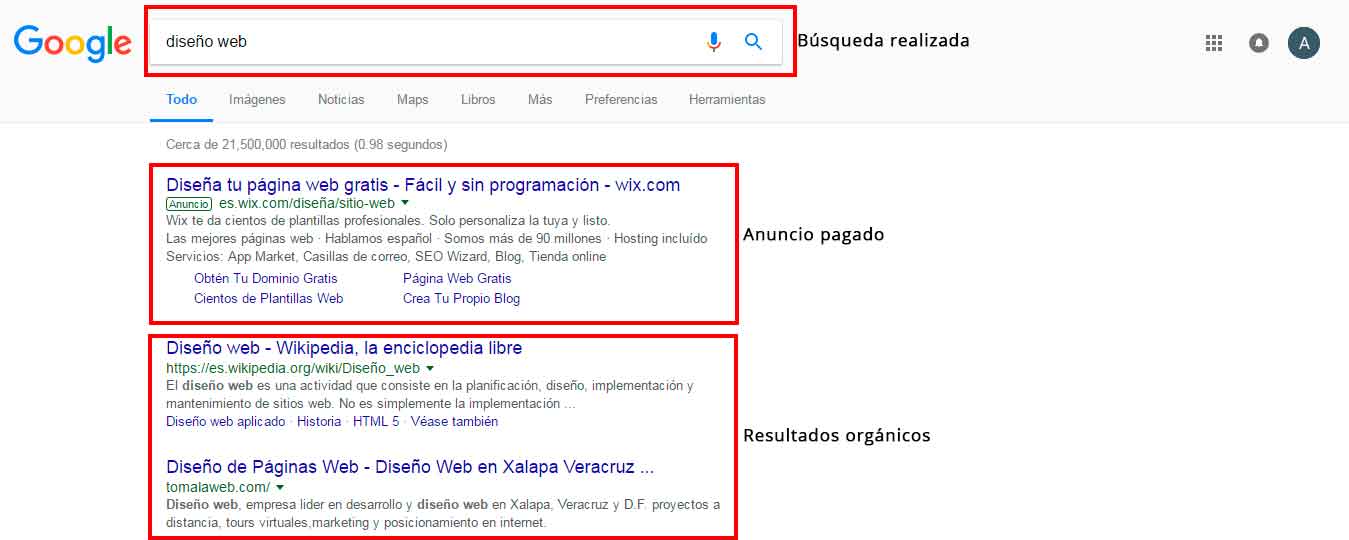 Google
diseño web
Búsqueda realizada
A
Todo Imágenes Noticias Maps Libros Más Preferencias Herramientas
Cerca de 21,500,000 resultados (0.98 segundos)
Diseña tu página web gratis - Fácil y sin programación - wix.com
Anuncio es.wix.com/diseña/sitio-web
Wix te da cientos de plantillas profesionales. Solo personaliza la tuya y listo.
Las mejores páginas web · Hablamos español · Somos más de 90 millones · Hosting incluído
Servicios: App Market, Casillas de correo, SEO Wizard, Blog, Tienda online
Obtén Tu Dominio Gratis Página Web Gratis
Cientos de Plantillas Web Crea Tu Propio Blog
Anuncio pagado
Diseño web - Wikipedia, la enciclopedia libre
https://es.wikipedia.org/wiki/Diseño_web
El diseño web es una actividad que consiste en la planificación, diseño, implementación y
mantenimiento de sitios web. No es simplemente la implementación ...
Diseño web aplicado · Historia · HTML 5 · Véase también
Resultados orgánicos
Diseño de Páginas Web - Diseño Web en Xalapa Veracruz ...
tomalaweb.com/
Diseño web, empresa lider en desarrollo y diseño web en Xalapa, Veracruz y D.F. proyectos a
distancia, tours virtuales,marketing y posicionamiento en internet.